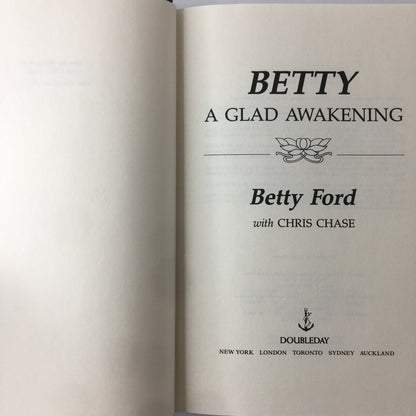 BETTY
A GLAD AWAKENING
Betty Ford
with CHRIS CHASE
DOUBLEDAY
NEW YORK LONDON TORONTO SYDNEY AUCKLAND